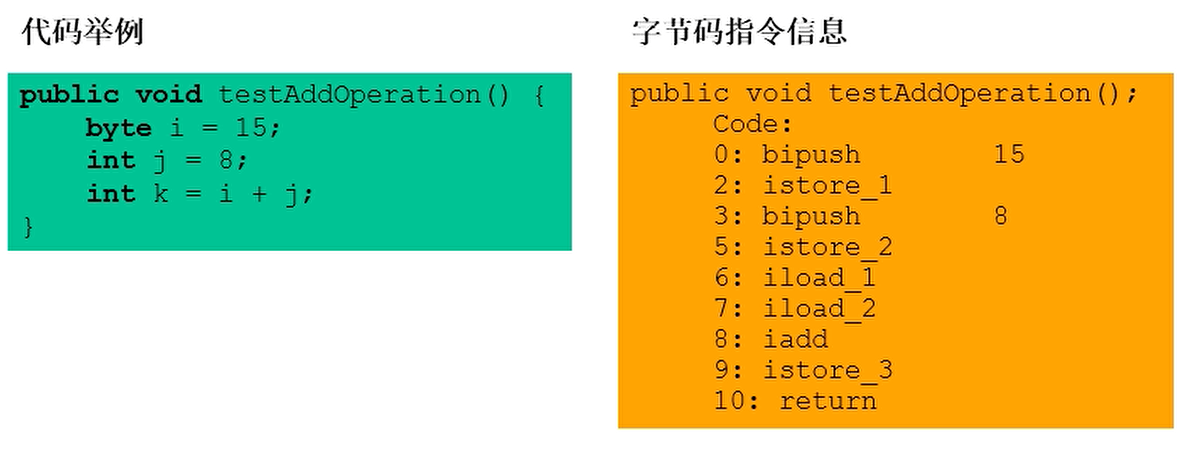 代码举例
public void testAddOperation() {
    byte i = 15;
    int j = 8;
    int k = i + j;
}
字节码指令信息
public void testAddOperation();
     Code:
     0: bipush        15
     2: istore_1
     3: bipush        8
     5: istore_2
     6: iload_1
     7: iload_2
     8: iadd
     9: istore_3
     10: return